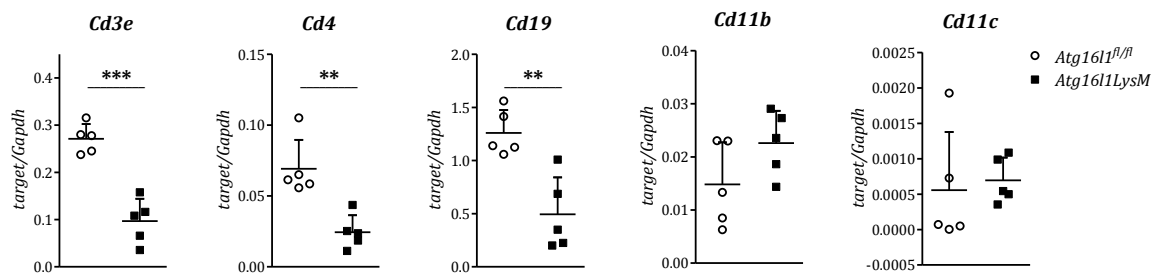 Cd3e
Cd4
Cd19
Cd11b
Cd11c
target/Gapdh
0.4
0.3
0.2
0.1
0.0
***
target/Gapdh
0.15
0.10
0.05
0.00
**
target/Gapdh
2.0
1.5
1.0
0.5
0.0
**
target/Gapdh
0.04
0.03
0.02
0.01
0.00
target/Gapdh
0.0025
0.0020
0.0015
0.0010
0.0005
0.0000
-0.0005
Atg16l1fl/fl
Atg16l1LysM